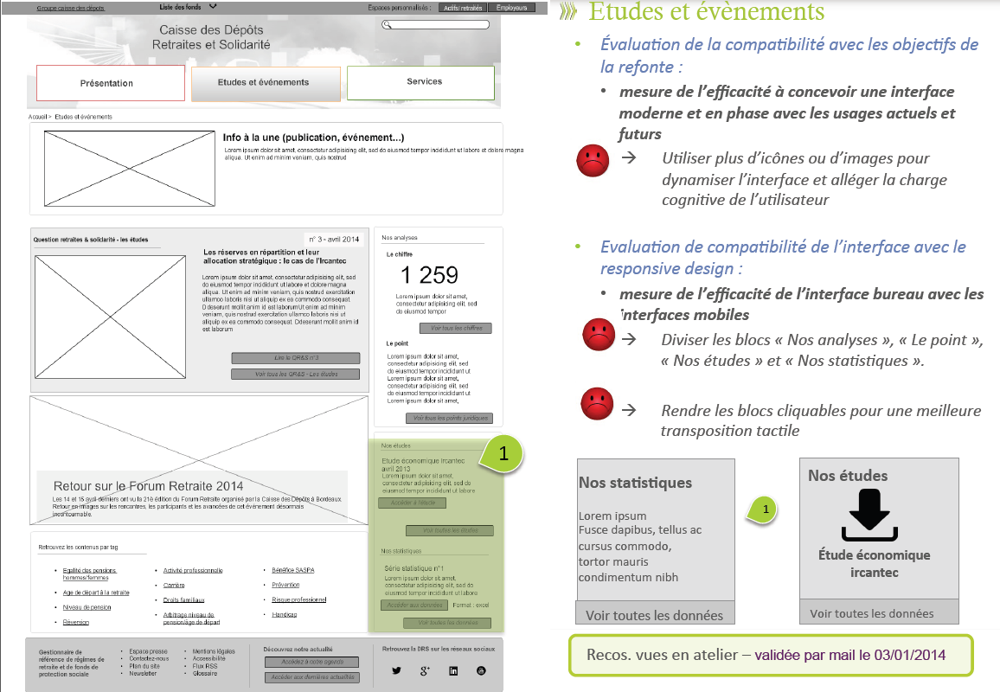 Groupe caisse des dépôts
Liste des fonds
Espaces personnalisés :
Actifs/ retraités
Employeurs
Caisse des Dépôts
Retraites et Solidarité
Présentation
Etudes et événements
Services
Accueil > Etudes et événements
Info à la une (publication, événement...)
Lorem ipsum dolor sit amet, consectetur adipisicing elit, sed do eiusmod tempor incididunt ut labore et dolore magna
aliqua. Ut enim ad minim veniam, quis nostrud
Question retraites & solidarité - les études
n° 3 - avril 2014
Les réserves en répartition et leur
allocation stratégique : le cas de l'Ircantec
Lorem ipsum dolor sit amet, consectetur adipisicing elit, sed
do eiusmod tempor incididunt ut labore et dolore magna
aliqua. Ut enim ad minim veniam, quis nostrud exercitation
ullamco laboris nisi ut aliquip ex ea commodo consequat.
Ddeserunt mollit anim id est laborumUt enim ad minim
veniam, quis nostrud exercitation ullamco laboris nisi ut
aliquip ex ea commodo consequat. Ddeserunt mollit anim id
est laborum
Lire le QR&S n°3
Voir tous les QR&S - Les études
Nos analyses
Le chiffre
1 259
Lorem ipsum dolor sit amet,
consectetur adipisicing elit, sed
do eiusmod tempor
Voir tous les chiffres
Le point
Lorem ipsum dolor sit amet,
consectetur adipisicing elit, sed
do eiusmod tempor incididunt ut
Lorem ipsum dolor sit amet,
consectetur adipisicing elit, sed
do eiusmod tempor incididunt ut
labore et dolore
Lorem ipsum dolor sit amet,
Voir tous les points juridiques
Retour sur le Forum Retraite 2014
Les 14 et 15 avril derniers ont vu la 21è édition du Forum Retraite organisé par la Caisse des Dépôts à Bordeaux.
Retour en images sur les rencontres, les participants et les avancées de cet événement désormais
incontournable.
Nos études
Etude économique Ircantec
avril 2013
Lorem ipsum dolor sit amet,
consectetur adipisicing elit, sed do
eiusmod tempor incididunt ut labore
Accéder à l'étude
Voir toutes les études
1
Nos statistiques
Série statistique n°1
Lorem ipsum dolor sit amet,
consectetur adipisicing elit, sed do
eiusmod tempor incididunt ut labore
Accéder aux données
Format : excel
Voir toutes les données
Retrouvez les contenus par tag
• Egalité des pensions
hommes/femmes
• Age de départ à la retraite
• Niveau de pension
• Réversion
• Activité professionnelle
• Carrière
• Droits familiaux
• Arbitrage niveau de
pension/âge de départ
• Bénéfice SASPA
• Prévention
• Risque professionnel
• Handicap
Gestionnaire de
référence de régimes de
retraite et de fonds de
protection sociale
• Espace presse
• Contactez-nous
• Plan du site
• Newsletter
• Mentions légales
• Accessibilité
• Flux RSS
• Glossaire
Découvrez notre actualité
Accédez à notre agenda
Accéder aux dernières actualités
Retrouvez la DRS sur les réseaux sociaux
Etudes et évènements
• Évaluation de la compatibilité avec les objectifs de
la refonte :
• mesure de l'efficacité à concevoir une interface
moderne et en phase avec les usages actuels et
futurs
→ Utiliser plus d'icônes ou d'images pour
dynamiser l'interface et alléger la charge
cognitive de l'utilisateur
• Evaluation de compatibilité de l'interface avec le
responsive design :
• mesure de l'efficacité de l'interface bureau avec les
interfaces mobiles
→ Diviser les blocs « Nos analyses », « Le point »,
« Nos études » et « Nos statistiques ».
→ Rendre les blocs cliquables pour une meilleure
transposition tactile
Nos statistiques
Lorem ipsum
Fusce dapibus, tellus ac
cursus commodo,
tortor mauris
condimentum nibh
Voir toutes les données
1
Nos études
Étude économique
ircantec
Voir toutes les données
Recos. vues en atelier – validée par mail le 03/01/2014